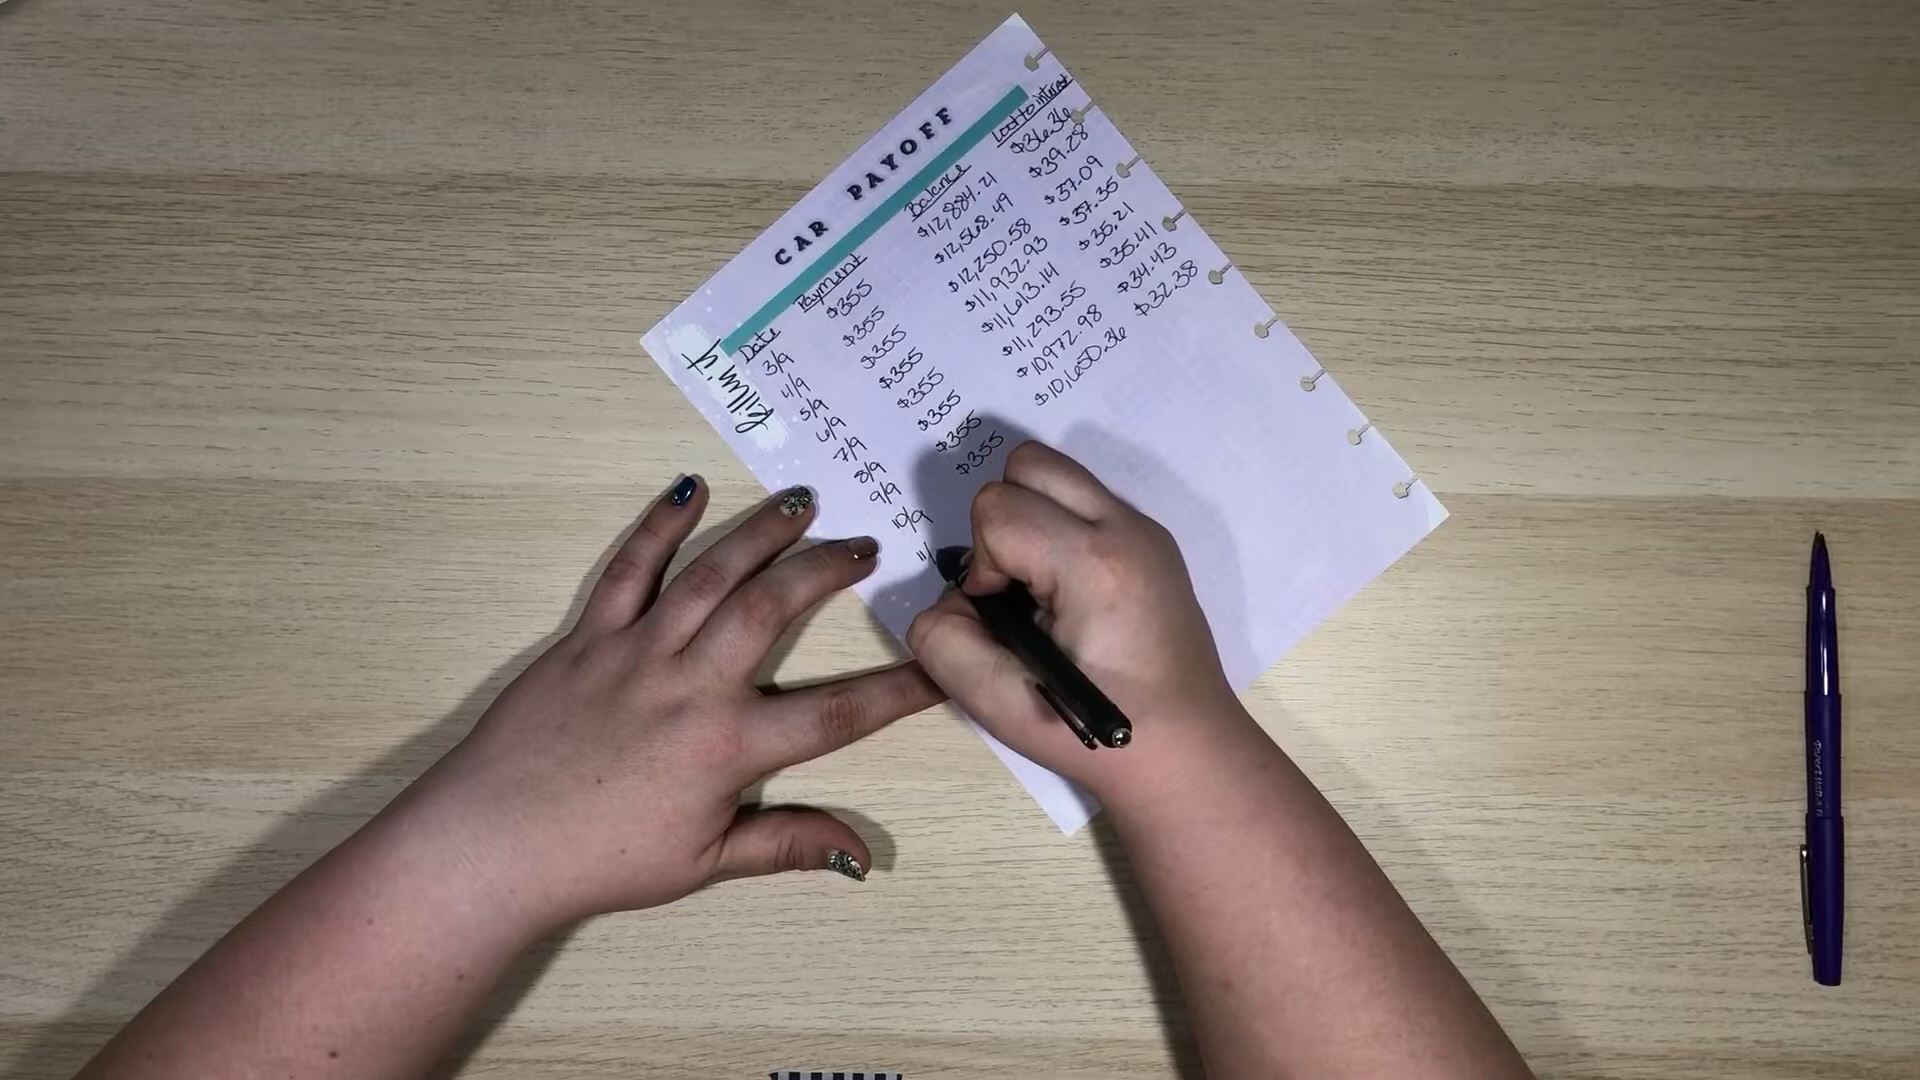 CAR PAYOFF
Killin it
Date Payment Balance Lost to interest
3/9 $355 $12,884.21 $36.36
4/9 $355 $12,568.49 $39.28
5/9 $355 $12,250.58 $37.09
6/9 $355 $11,932.93 $37.35
7/9 $355 $11,613.14 $35.21
8/9 $355 $11,293.55 $35.41
9/9 $355 $10,972.98 $34.43
10/9 $355 $10,650.36 $32.38
11/